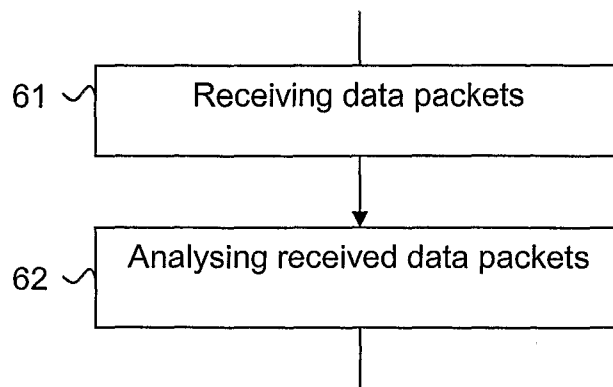 61
Receiving data packets
62
Analysing received data packets